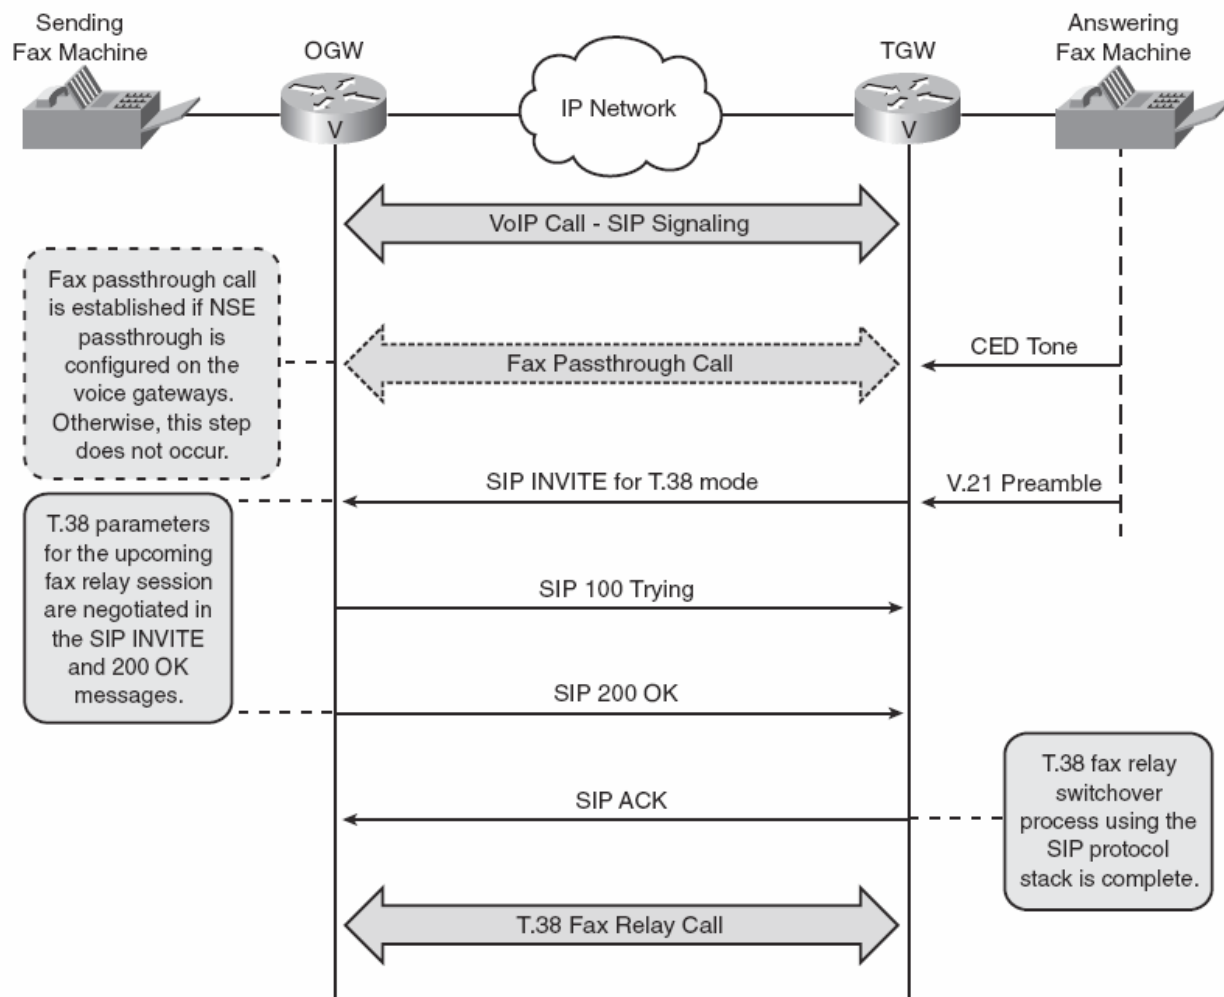 Sending
Fax Machine
OGW
IP Network
TGW
Answering
Fax Machine
V
V
VoIP Call - SIP Signaling
Fax passthrough call
is established if NSE
passthrough is
configured on the
voice gateways.
Otherwise, this step
does not occur.
Fax Passthrough Call
CED Tone
SIP INVITE for T.38 mode
V.21 Preamble
T.38 parameters
for the upcoming
fax relay session
are negotiated in
the SIP INVITE
and 200 OK
messages.
SIP 100 Trying
SIP 200 OK
SIP ACK
T.38 fax relay
switchover
process using the
SIP protocol
stack is complete.
T.38 Fax Relay Call